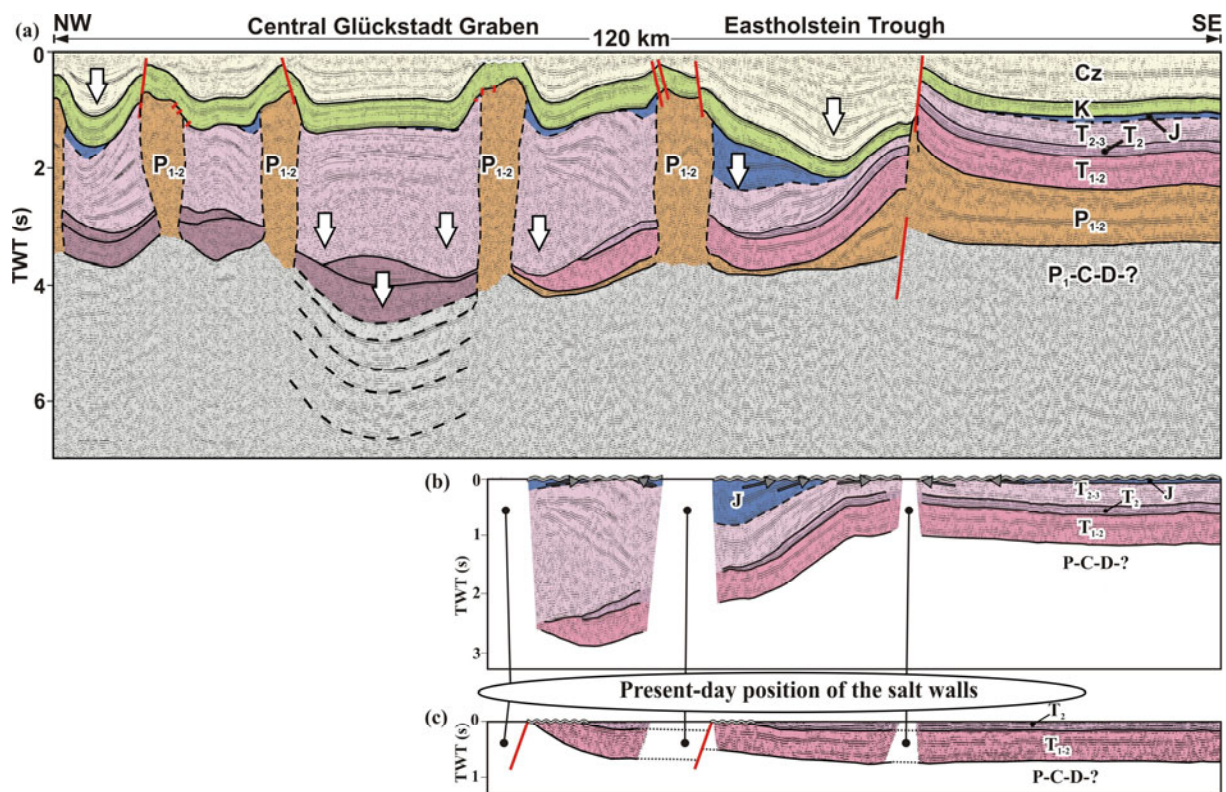 NW Central Glückstadt Graben Eastholstein Trough SE
(a) 120 km
0
2
4
6
TWT (s)
Cz
K
J
T2-3
T2
T1-2
P1-2
P1-2
P1-2
P1-2
P1-2
P1-C-D-?
(b)
0
1
2
3
TWT (s)
J
T2-3
T2
J
T1-2
P-C-D-?
Present-day position of the salt walls
(c)
0
1
TWT (s)
T2
T1-2
P-C-D-?